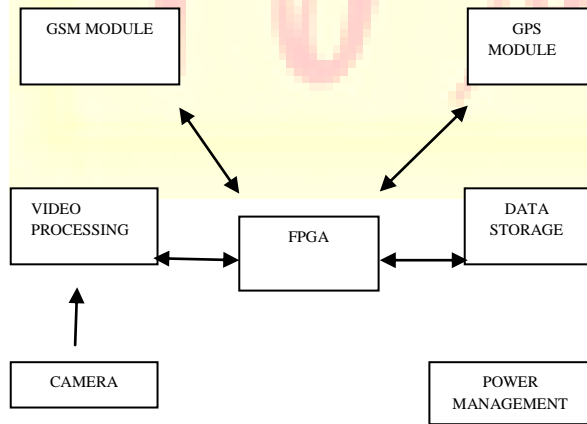 GSM MODULE
GPS
MODULE
VIDEO
PROCESSING
FPGA
DATA
STORAGE
CAMERA
POWER
MANAGEMENT